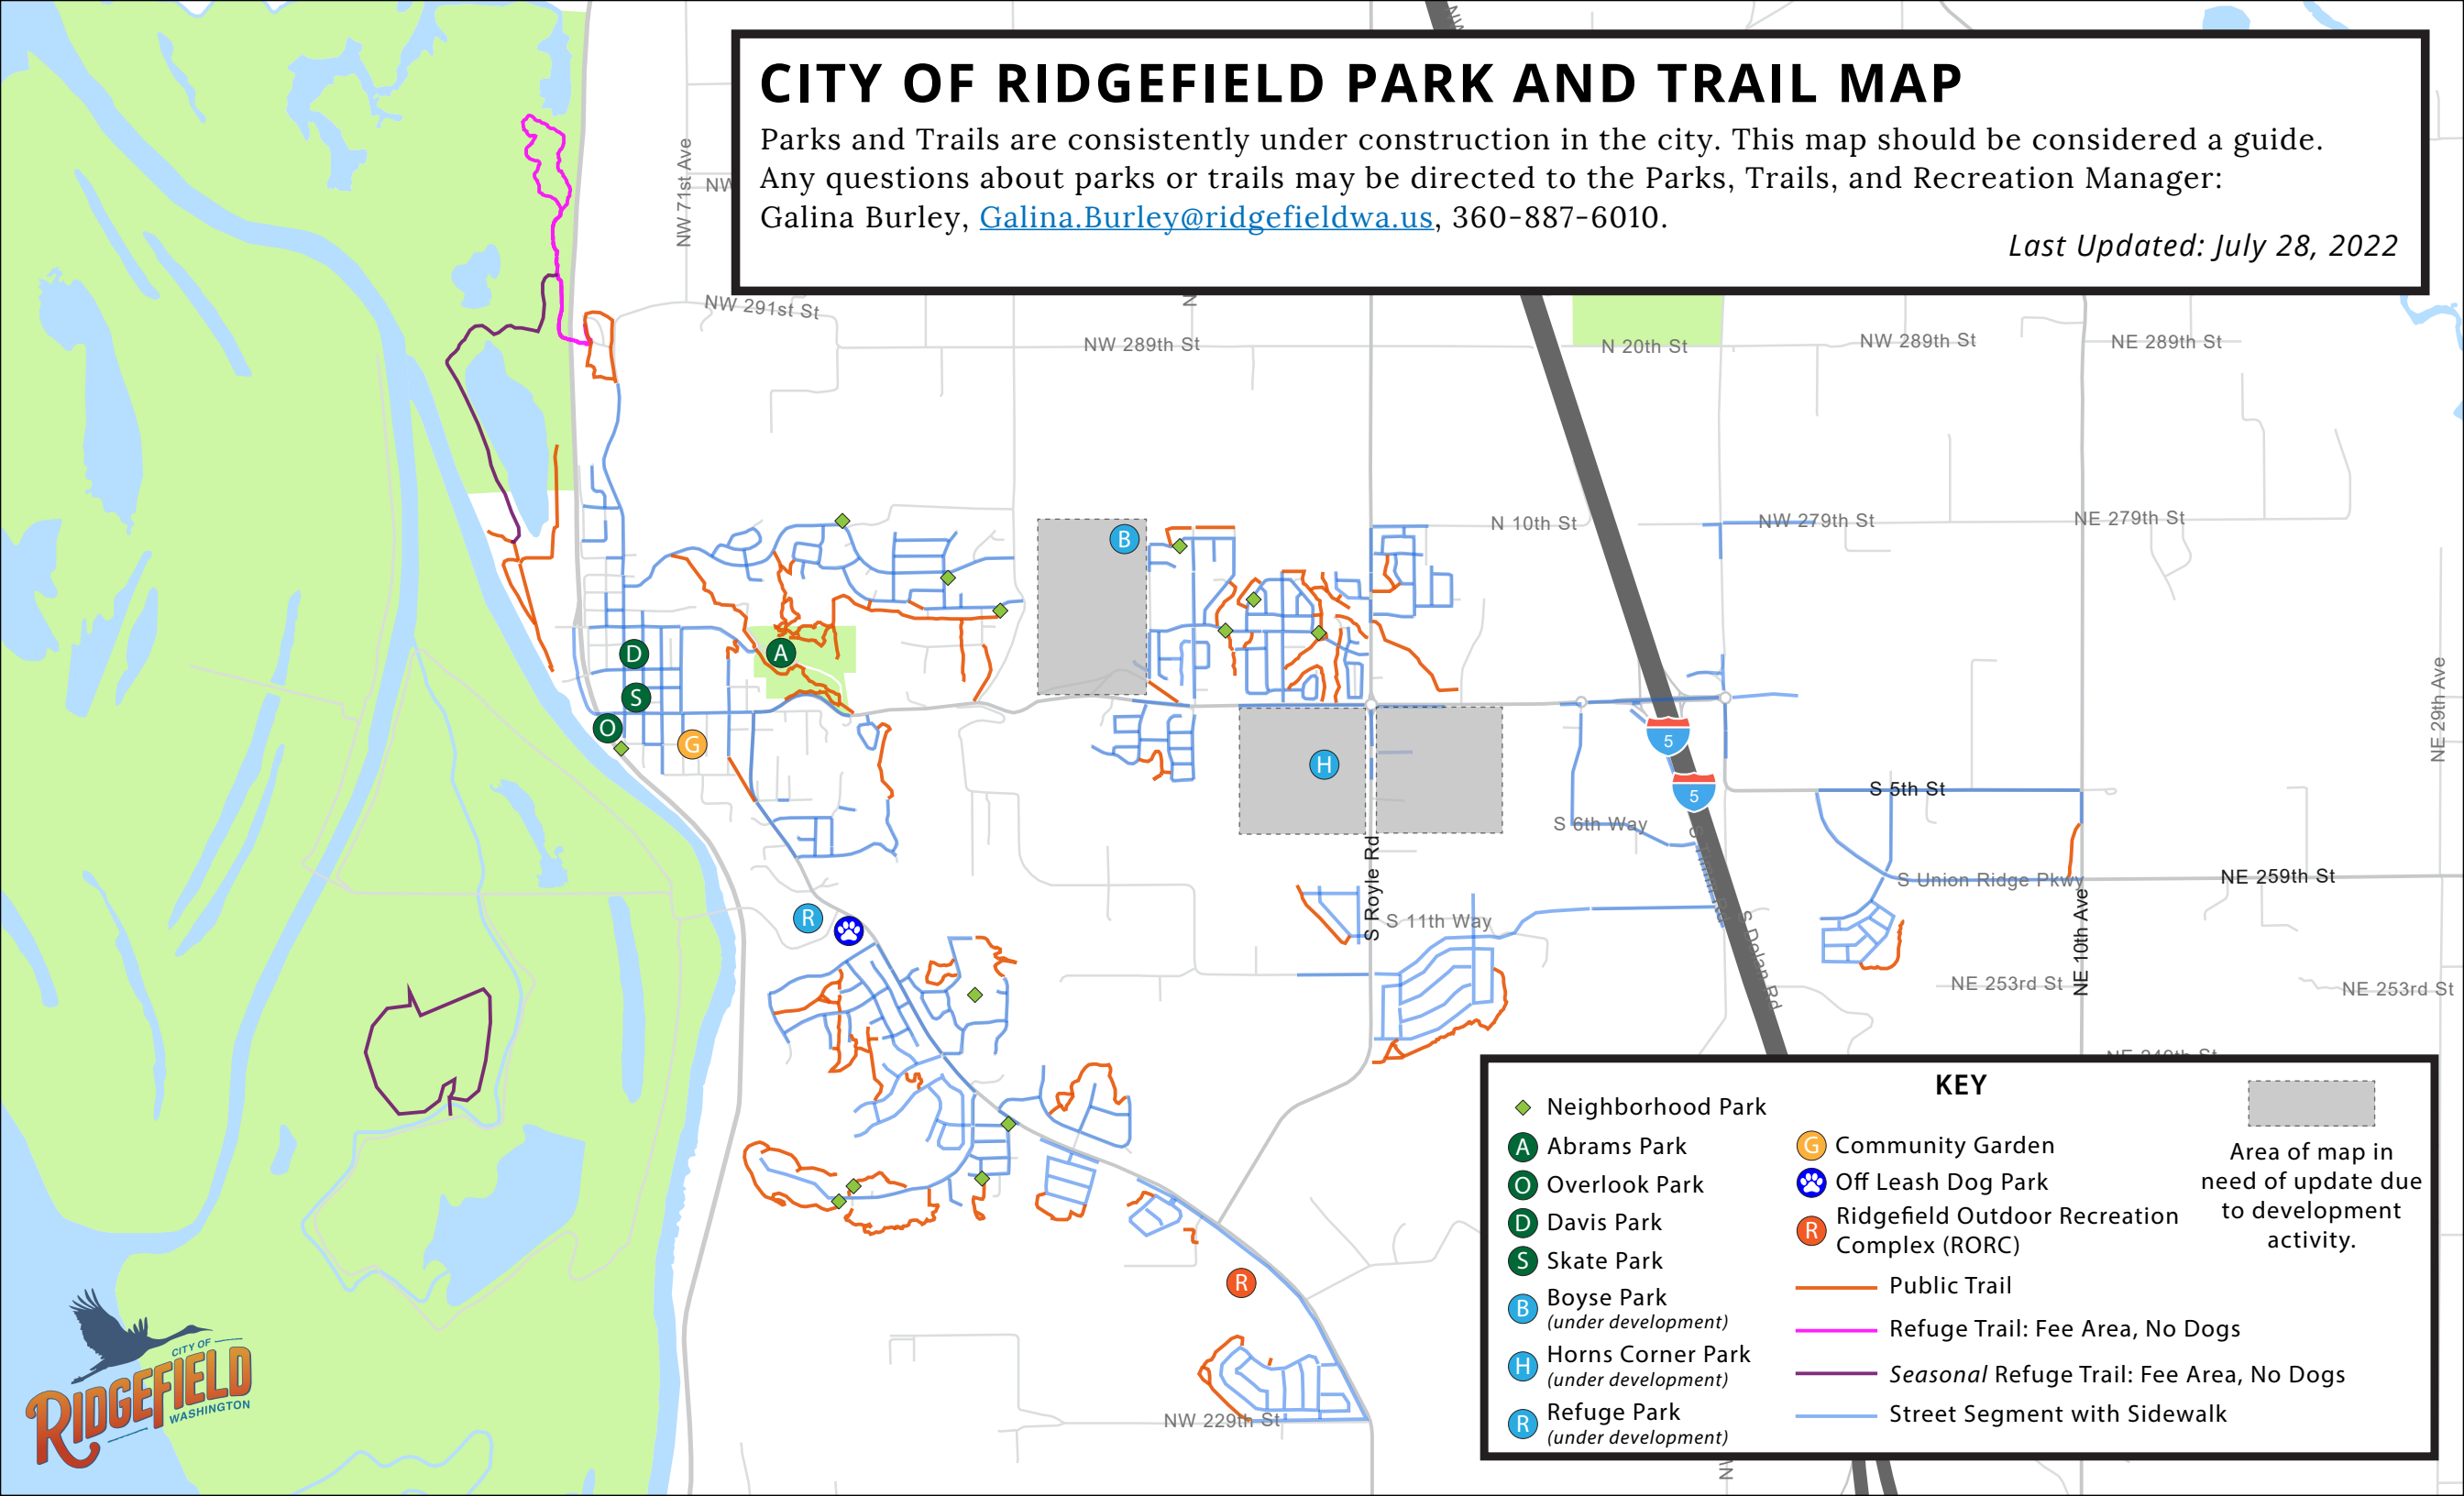 CITY OF RIDGEFIELD PARK AND TRAIL MAP
Parks and Trails are consistently under construction in the city. This map should be considered a guide.
Any questions about parks or trails may be directed to the Parks, Trails, and Recreation Manager:
Galina Burley, Galina.Burley@ridgefieldwa.us, 360-887-6010.
Last Updated: July 28, 2022
NW
NW 71st Ave
NW
N
NW 291st St
NW 289th St
N 20th St
NW 289th St
NE 289th St
N 10th St
NW 279th St
NE 279th St
B
D
A
S
O
G
H
5
5
NE 29th Ave
S 5th St
S 6th Way
S Royle Rd
S Union Ridge Pkwy
NE 259th St
R
S 11th Way
S Dolan Rd
NE 10th Ave
NE 253rd St
NE 253rd St
R
NW 229th St
KEY
Neighborhood Park
A Abrams Park
O Overlook Park
D Davis Park
S Skate Park
B Boyse Park
(under development)
H Horns Corner Park
(under development)
R Refuge Park
(under development)
G Community Garden
Off Leash Dog Park
R Ridgefield Outdoor Recreation
Complex (RORC)
Public Trail
Refuge Trail: Fee Area, No Dogs
Seasonal Refuge Trail: Fee Area, No Dogs
Street Segment with Sidewalk
Area of map in
need of update due
to development
activity.
CITY OF
RIDGEFIELD
WASHINGTON